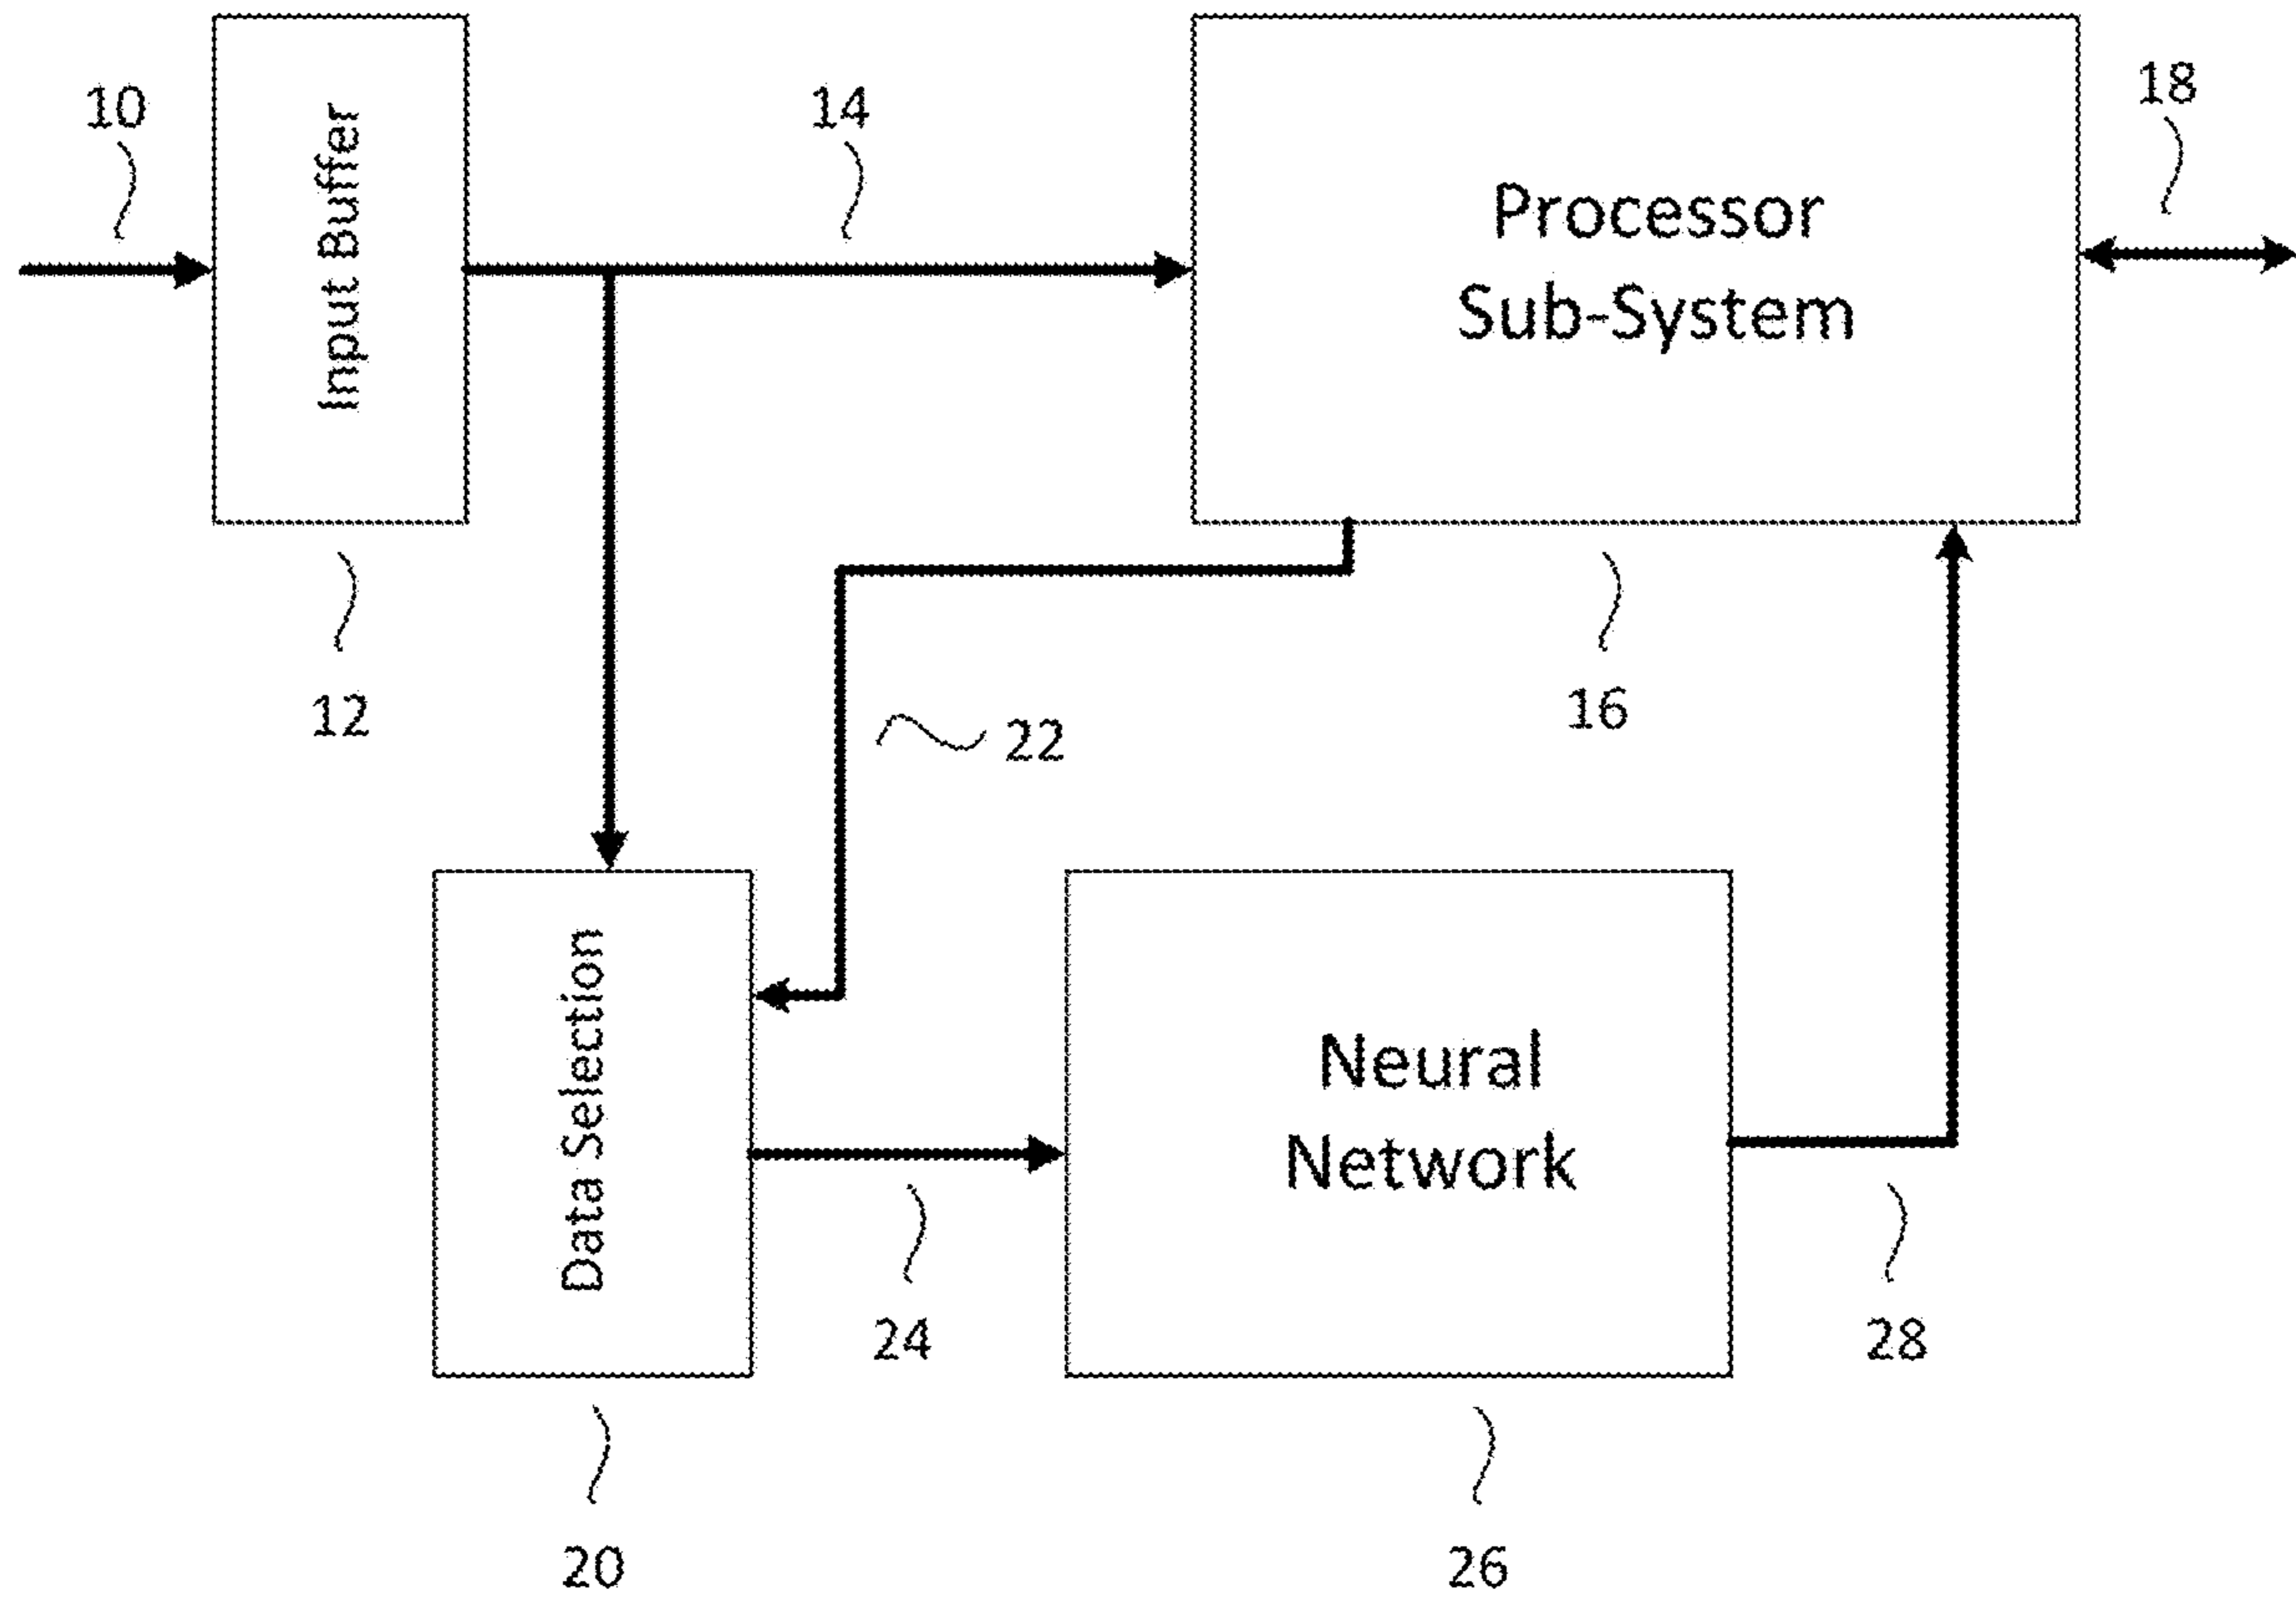 10
Input Buffer
14
Processor
Sub-System
18
12
22
16
Data Selection
Neural
Network
24
28
20
26